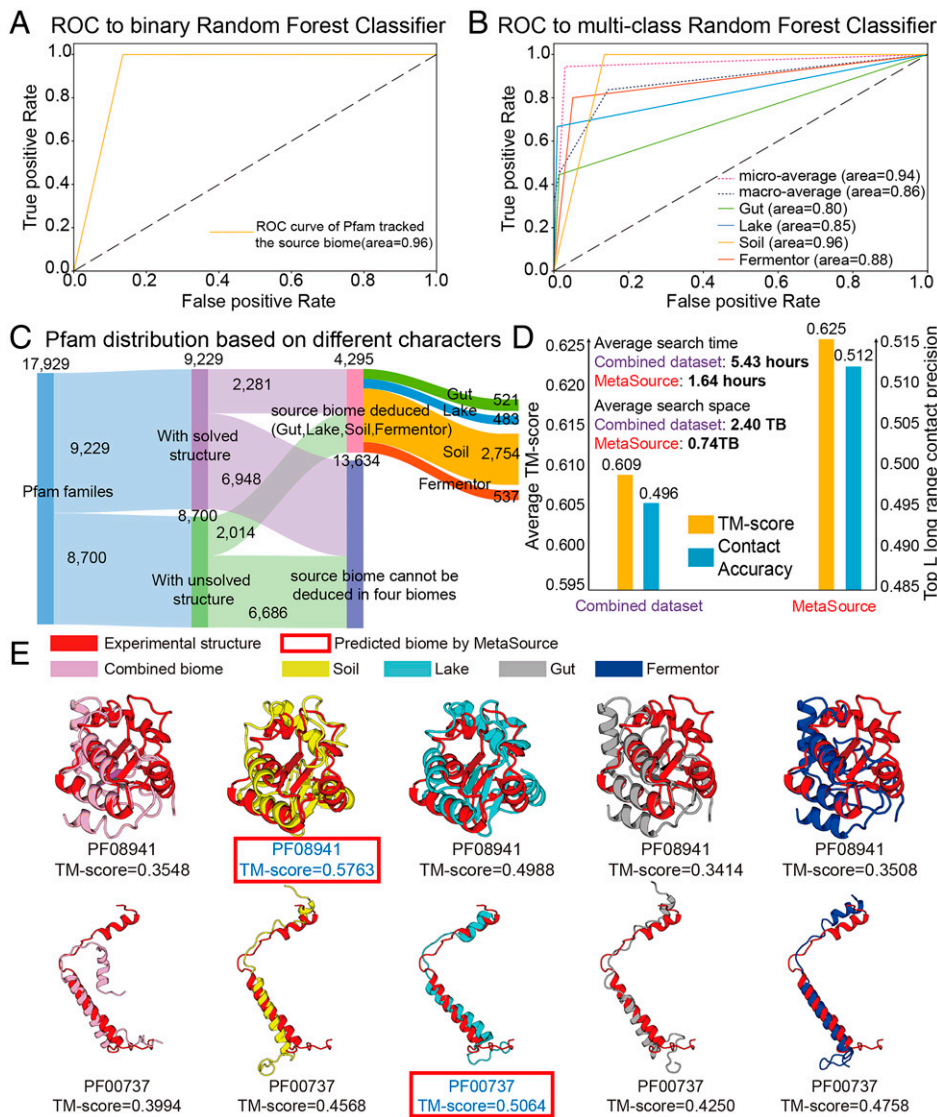 A
ROC to binary Random Forest Classifier
True positive Rate
1.0
0.8
0.6
0.4
0.2
0.0
0.0 0.2 0.4 0.6 0.8 1.0
False positive Rate
ROC curve of Pfam tracked
the source biome(area=0.96)
B
ROC to multi-class Random Forest Classifier
True positive Rate
1.0
0.8
0.6
0.4
0.2
0.0
0.0 0.2 0.4 0.6 0.8 1.0
False positive Rate
micro-average (area=0.94)
macro-average (area=0.86)
Gut (area=0.80)
Lake (area=0.85)
Soil (area=0.96)
Fermentor (area=0.88)
C
Pfam distribution based on different characters
17,929
9,229
4,295
2,281
Gut
521
Lake
483
source biome deduced
(Gut,Lake,Soil,Fermentor)
9,229
With solved
structure
Soil
2,754
13,634
6,948
Pfam familes
Fermentor
537
8,700
2,014
8,700
With unsolved
structure
source biome cannot be
deduced in four biomes
6,686
D
Average TM-score
0.625
0.620
0.615
0.610
0.605
0.600
0.595
Average search time
Combined dataset: 5.43 hours
MetaSource: 1.64 hours
Average search space
Combined dataset: 2.40 TB
MetaSource: 0.74TB
0.609
0.496
0.625
0.512
TM-score
Contact
Accuracy
Combined dataset
MetaSource
0.515
0.510
0.505
0.500
0.495
0.490
0.485
Top L long range contact precision
E
Experimental structure
Predicted biome by MetaSource
Combined biome
Soil
Lake
Gut
Fermentor
PF08941
TM-score=0.3548
PF08941
TM-score=0.5763
PF08941
TM-score=0.4988
PF08941
TM-score=0.3414
PF08941
TM-score=0.3508
PF00737
TM-score=0.3994
PF00737
TM-score=0.4568
PF00737
TM-score=0.5064
PF00737
TM-score=0.4250
PF00737
TM-score=0.4758